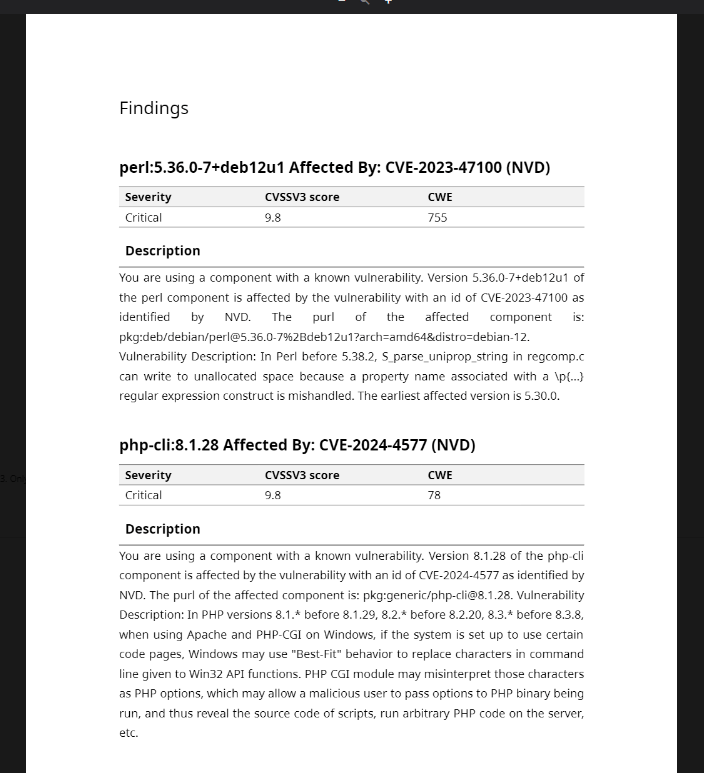 Findings
perl:5.36.0-7+deb12u1 Affected By: CVE-2023-47100 (NVD)
Severity CVSSV3 score CWE
Critical 9.8 755
Description
You are using a component with a known vulnerability. Version 5.36.0-7+deb12u1 of
the perl component is affected by the vulnerability with an id of CVE-2023-47100 as
identified by NVD. The purl of the affected component is:
pkg:deb/debian/perl@5.36.0-7%2Bdeb12u1?arch=amd64&distro=debian-12.
Vulnerability Description: In Perl before 5.38.2, S_parse_uniprop_string in regcomp.c
can write to unallocated space because a property name associated with a \p{...}
regular expression construct is mishandled. The earliest affected version is 5.30.0.
php-cli:8.1.28 Affected By: CVE-2024-4577 (NVD)
Severity CVSSV3 score CWE
Critical 9.8 78
Description
You are using a component with a known vulnerability. Version 8.1.28 of the php-cli
component is affected by the vulnerability with an id of CVE-2024-4577 as identified by
NVD. The purl of the affected component is: pkg:generic/php-cli@8.1.28. Vulnerability
Description: In PHP versions 8.1.* before 8.1.29, 8.2.* before 8.2.20, 8.3.* before 8.3.8,
when using Apache and PHP-CGI on Windows, if the system is set up to use certain
code pages, Windows may use "Best-Fit" behavior to replace characters in command
line given to Win32 API functions. PHP CGI module may misinterpret those characters
as PHP options, which may allow a malicious user to pass options to PHP binary being
run, and thus reveal the source code of scripts, run arbitrary PHP code on the server,
etc.